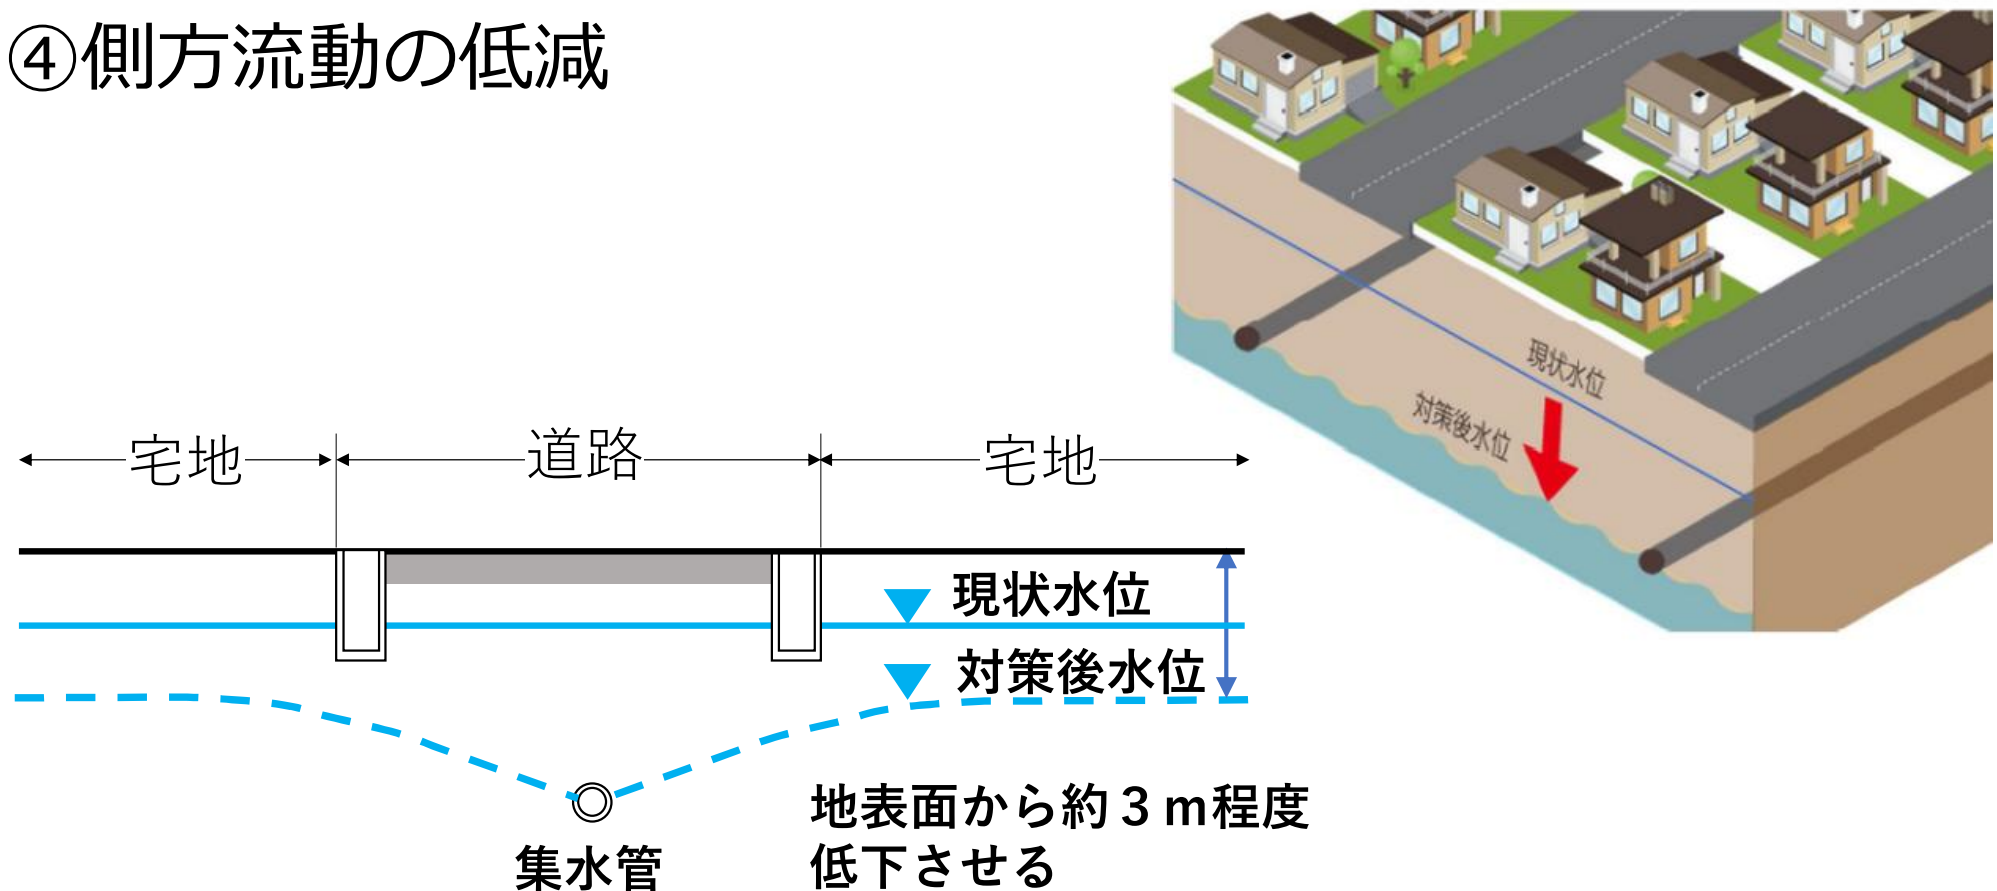 ④側方流動の低減
現状水位
対策後水位
宅地
道路
宅地
現状水位
対策後水位
地表面から約３ｍ程度
低下させる
集水管